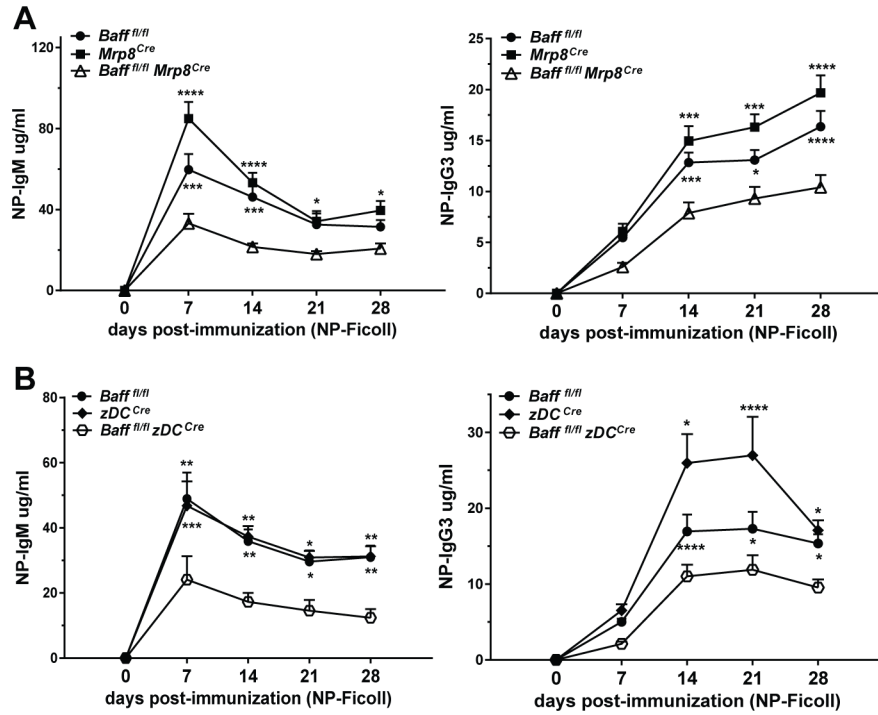 A
Baff fl/fl
Mrp8Cre
Baff fl/fl Mrp8Cre
NP-IgM ug/ml
120
80
40
0
0 7 14 21 28
**** **** * *
*** ***
days post-immunization (NP-Ficoll)
Baff fl/fl
Mrp8Cre
Baff fl/fl Mrp8Cre
NP-IgG3 ug/ml
25
20
15
10
5
0
0 7 14 21 28
*** *** ****
*** * ****
days post-immunization (NP-Ficoll)
B
Baff fl/fl
zDC Cre
Baff fl/fl zDCCre
NP-IgM ug/ml
80
60
40
20
0
0 7 14 21 28
** ** * **
*** ** * **
days post-immunization (NP-Ficoll)
Baff fl/fl
zDC Cre
Baff fl/fl zDCCre
NP-IgG3 ug/ml
30
20
10
0
0 7 14 21 28
* **** *
**** * *
days post-immunization (NP-Ficoll)